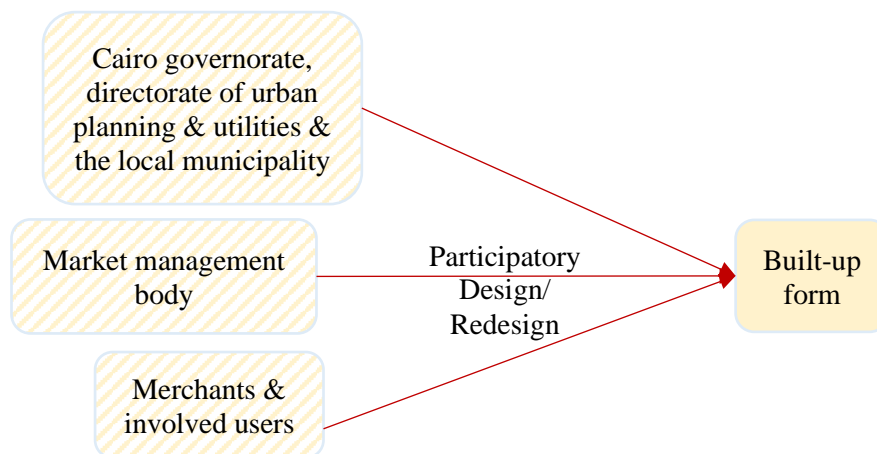 Cairo governorate,
directorate of urban
planning & utilities &
the local municipality
Market management
body
Participatory
Design/
Redesign
Built-up
form
Merchants &
involved users